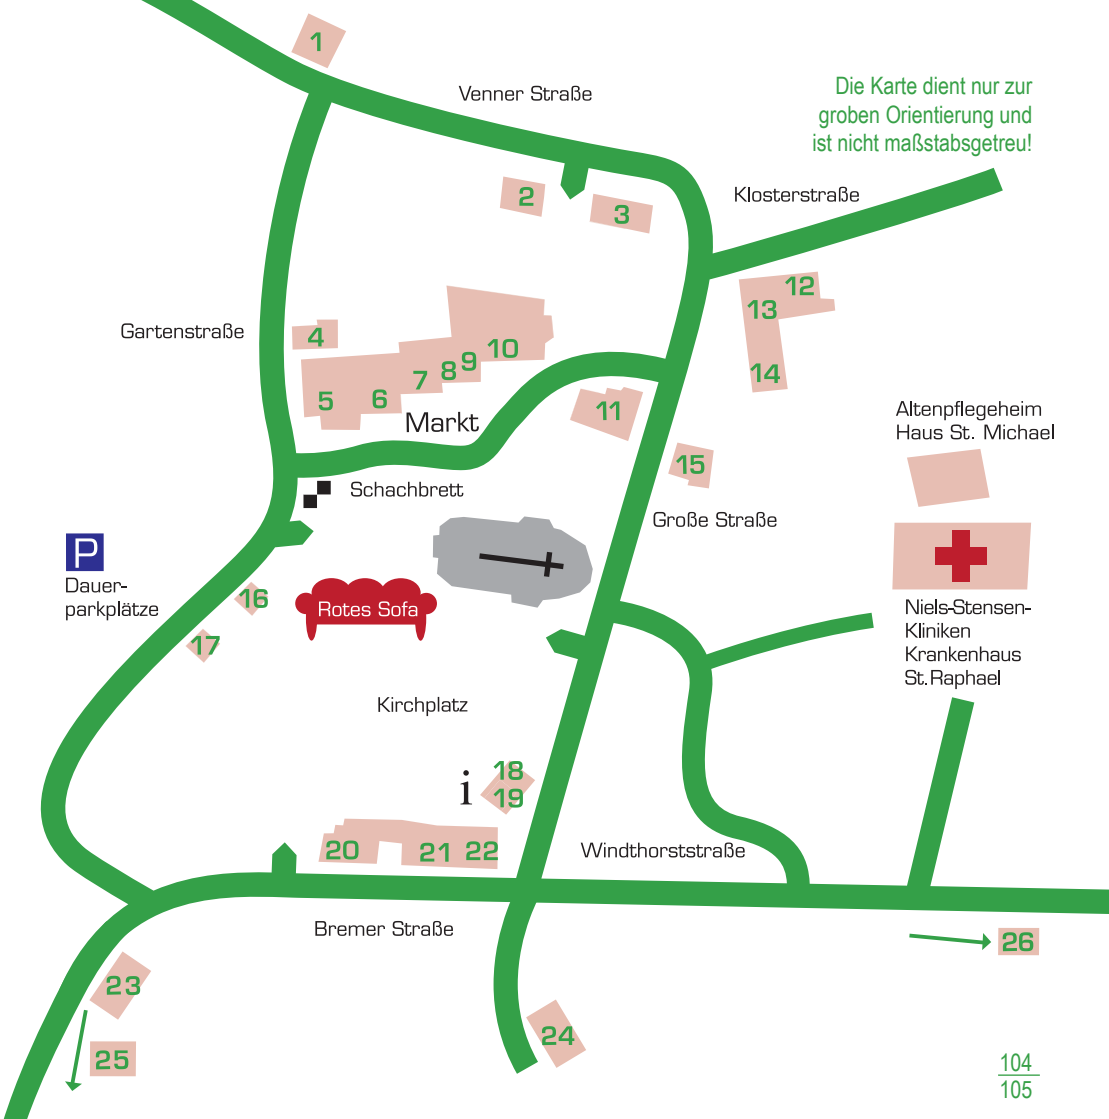 1
Venner Straße
Die Karte dient nur zur
groben Orientierung und
ist nicht maßstabsgetreu!
2
3
Klosterstraße
12
13
14
Gartenstraße
4
5
6
7
8
9
10
11
Markt
15
Altenpflegeheim
Haus St. Michael
Schachbrett
Große Straße
P
Dauer-
parkplätze
16
17
Rotes Sofa
Niels-Stensen-
Kliniken
Krankenhaus
St. Raphael
Kirchplatz
i
18
19
20
21
22
Windthorststraße
Bremer Straße
23
24
25
26
104
105